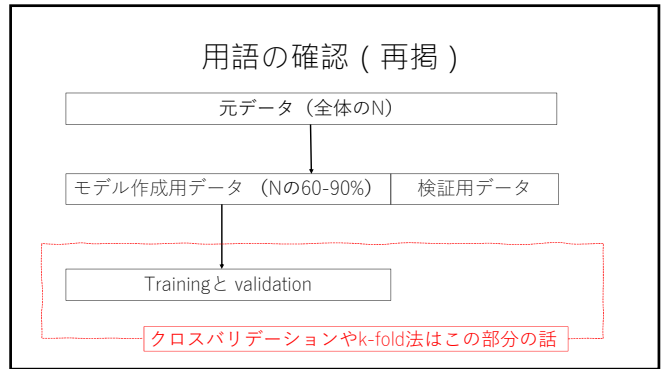 用語の確認 ( 再掲 )
元データ（全体のN）
モデル作成用データ （Nの60-90%） 検証用データ
Trainingと validation
クロスバリデーションやk-fold法はこの部分の話